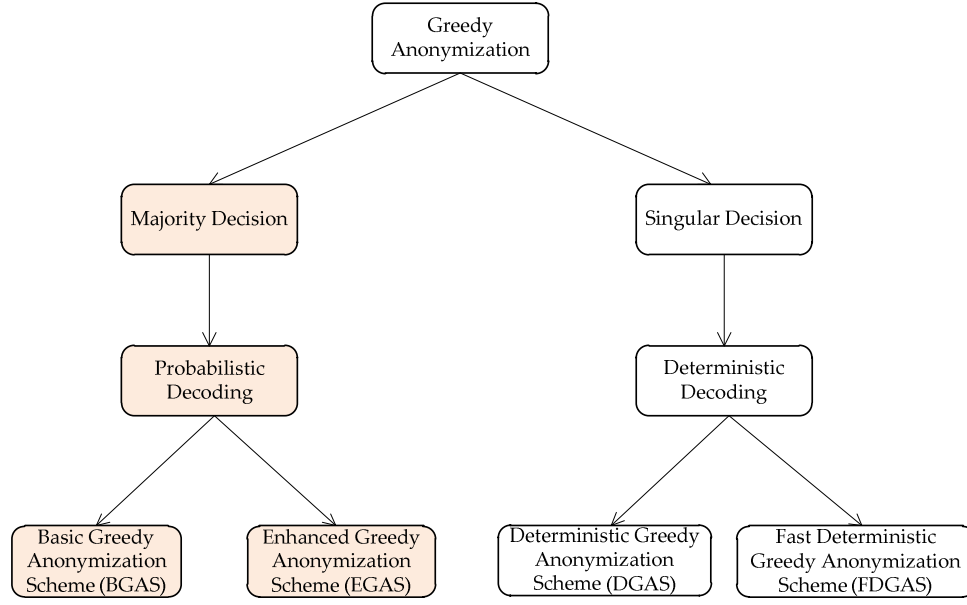 Greedy
Anonymization
Majority Decision
Singular Decision
Probabilistic
Decoding
Deterministic
Decoding
Basic Greedy
Anonymization
Scheme (BGAS)
Enhanced Greedy
Anonymization
Scheme (EGAS)
Deterministic Greedy
Anonymization
Scheme (DGAS)
Fast Deterministic
Greedy Anonymization
Scheme (FDGAS)